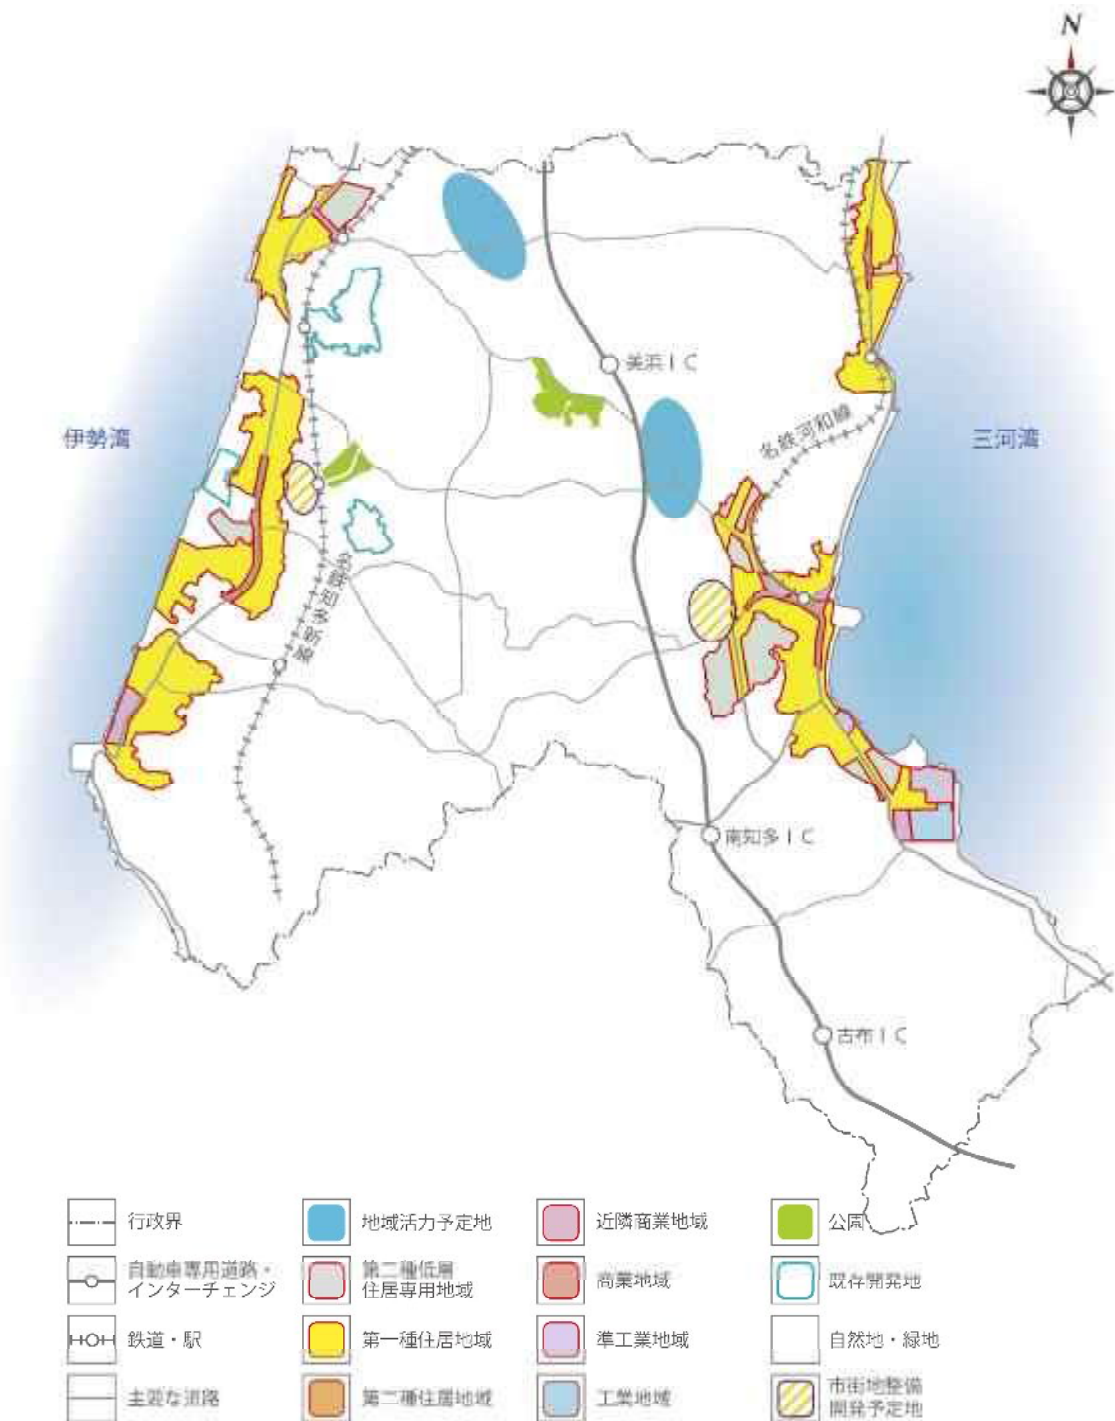 N
美浜IC
伊勢湾
名鉄河和線
三河湾
名鉄知多新線
南知多IC
古布IC
行政界
地域活力予定地
近隣商業地域
公園
自動車専用道路・
インターチェンジ
第二種低層
住居専用地域
商業地域
既存開発地
鉄道・駅
第一種住居地域
準工業地域
自然地・緑地
主要な道路
第二種住居地域
工業地域
市街地整備
開発予定地